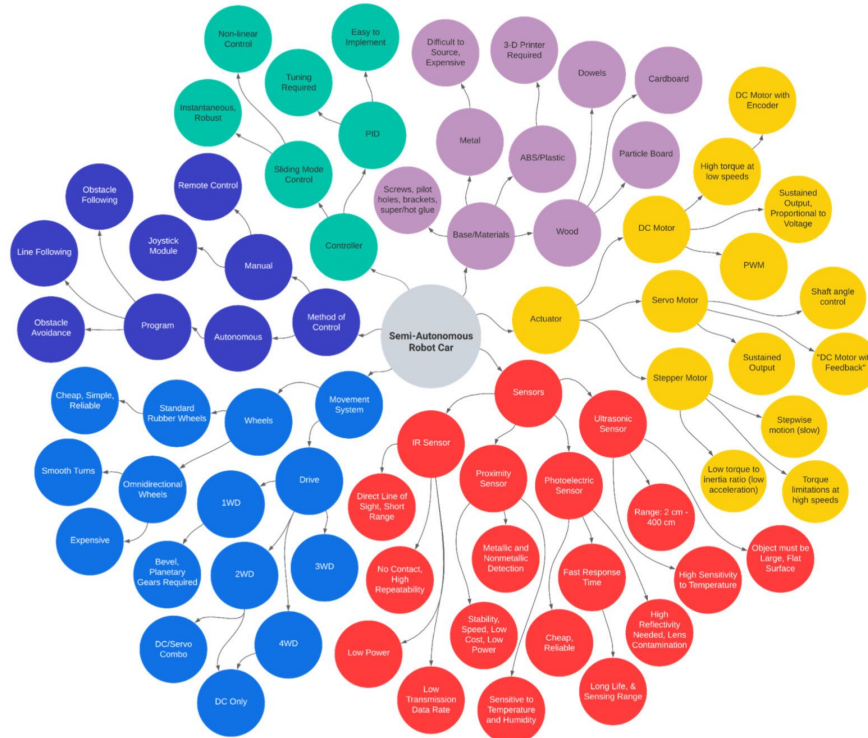 Semi-Autonomous
Robot Car
Controller
Sliding Mode
Control
Non-linear
Control
Instantaneous,
Robust
PID
Tuning
Required
Easy to
Implement
Base/Materials
Screws, pilot
holes, brackets,
super/hot glue
Metal
Difficult to
Source,
Expensive
ABS/Plastic
3-D Printer
Required
Wood
Dowels
Cardboard
Particle Board
Actuator
DC Motor
High torque at
low speeds
DC Motor with
Encoder
Sustained
Output,
Proportional to
Voltage
PWM
Servo Motor
Shaft angle
control
"DC Motor with
Feedback"
Sustained
Output
Stepper Motor
Stepwise
motion (slow)
Torque
limitations at
high speeds
Low torque to
inertia ratio (low
acceleration)
Sensors
Ultrasonic
Sensor
Range: 2 cm -
400 cm
High Sensitivity
to Temperature
Object must be
Large, Flat
Surface
Photoelectric
Sensor
Fast Response
Time
Long Life, &
Sensing Range
High
Reflectivity
Needed, Lens
Contamination
Cheap,
Reliable
Proximity
Sensor
Metallic and
Nonmetallic
Detection
Stability,
Speed, Low
Cost, Low
Power
Sensitive to
Temperature
and Humidity
IR Sensor
Direct Line of
Sight, Short
Range
No Contact,
High
Repeatability
Low Power
Low
Transmission
Data Rate
Movement
System
Wheels
Standard
Rubber Wheels
Cheap, Simple,
Reliable
Omnidirectional
Wheels
Smooth Turns
Expensive
Drive
1WD
Bevel,
Planetary
Gears Required
2WD
DC/Servo
Combo
DC Only
3WD
4WD
Method of
Control
Manual
Remote Control
Joystick
Module
Autonomous
Program
Obstacle
Following
Line Following
Obstacle
Avoidance